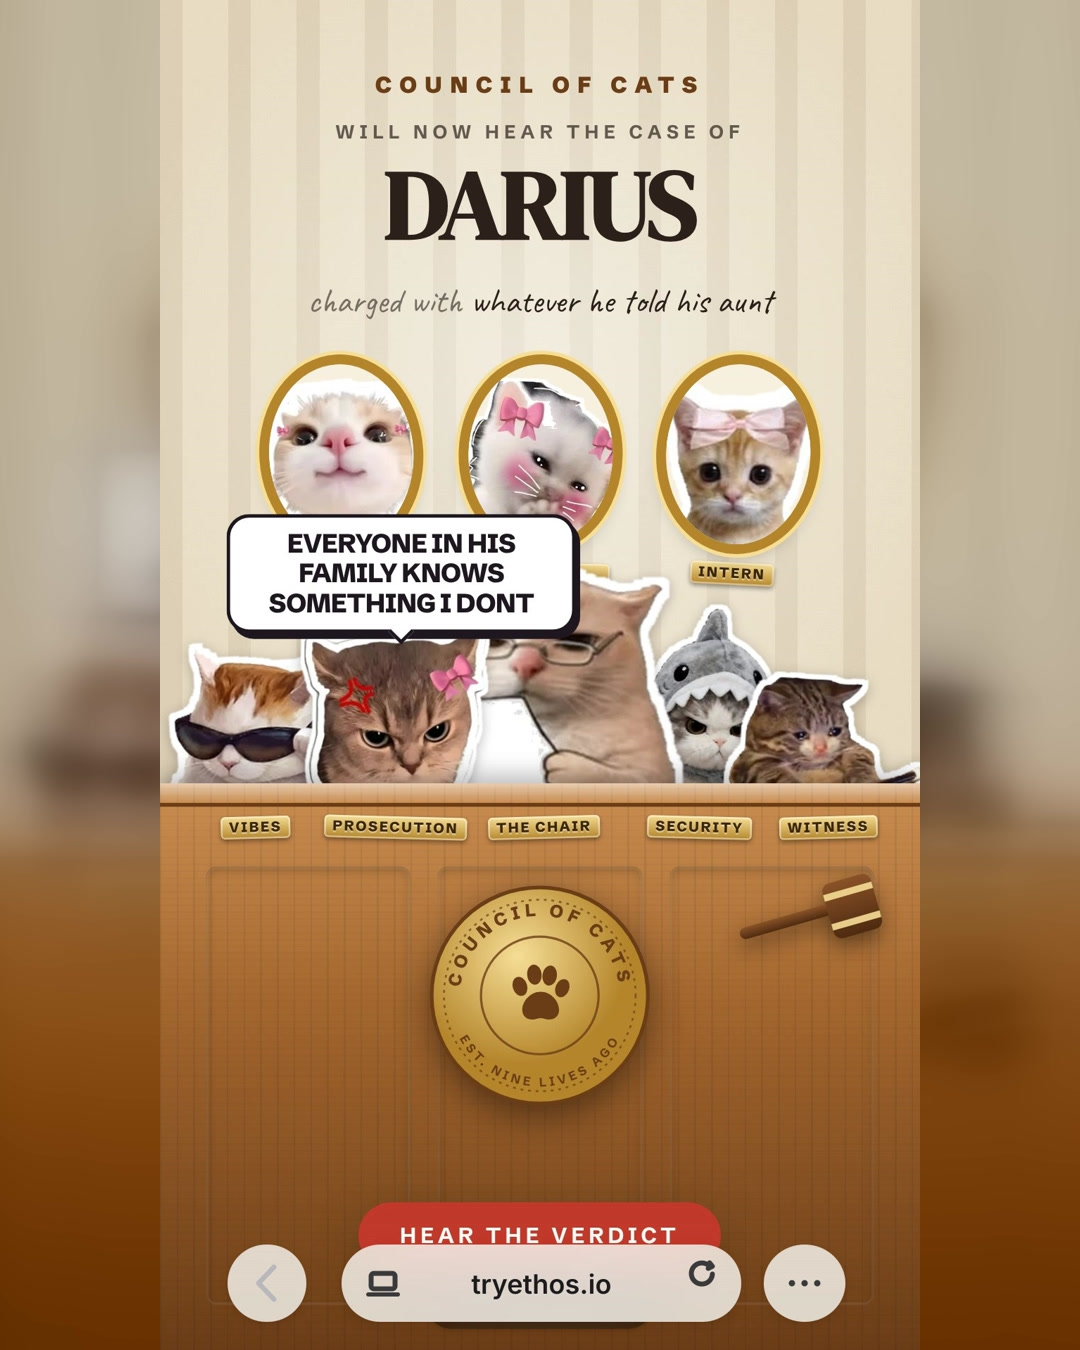 COUNCIL OF CATS
WILL NOW HEAR THE CASE OF
DARIUS
charged with whatever he told his aunt
EVERYONE IN HIS
FAMILY KNOWS
SOMETHING I DONT
INTERN
VIBES
PROSECUTION
THE CHAIR
SECURITY
WITNESS
COUNCIL OF CATS
EST. NINE LIVES AGO
HEAR THE VERDICT
tryethos.io